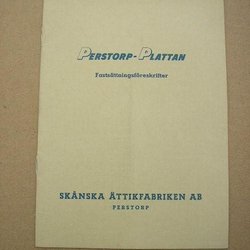 PERSTORP-PLATTAN
Fastsättningsföreskrifter
SKÅNSKA ÄTTIKFABRIKEN AB
PERSTORP